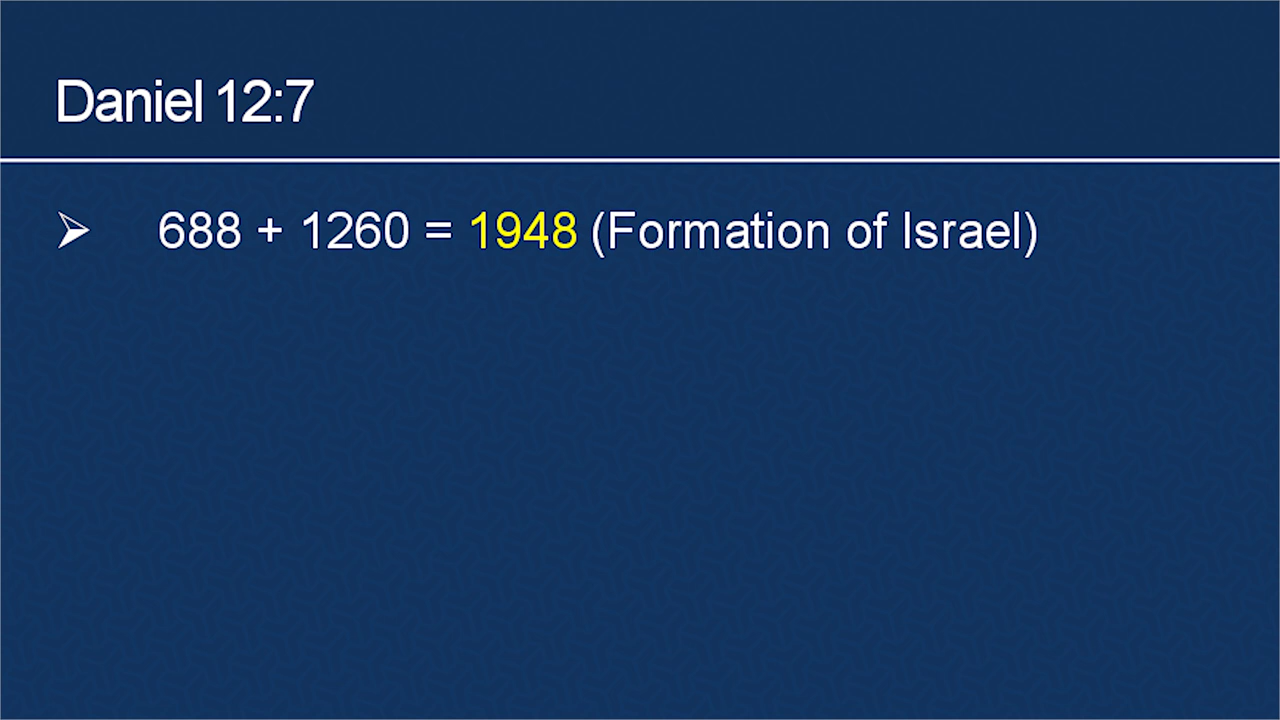 Daniel 12:7
➢ 688 + 1260 = 1948 (Formation of Israel)